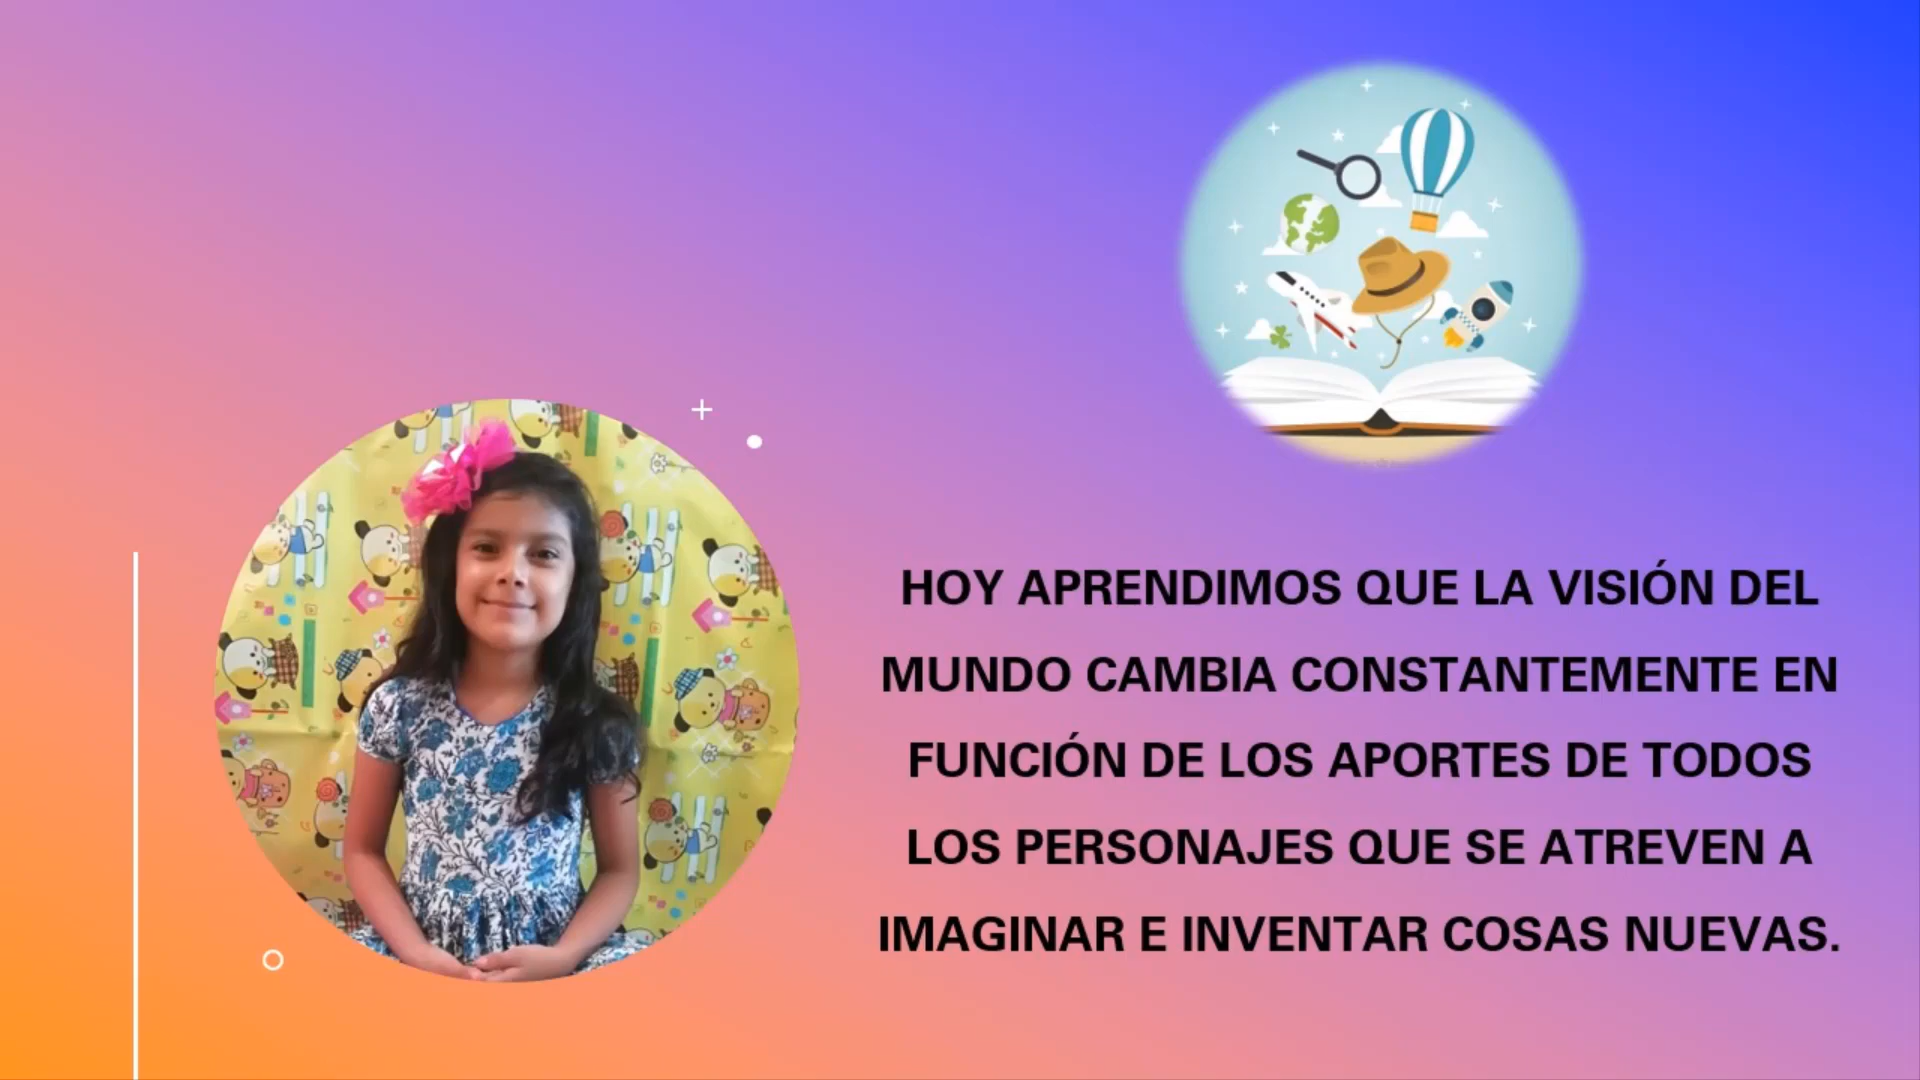 HOY APRENDIMOS QUE LA VISIÓN DEL
MUNDO CAMBIA CONSTANTEMENTE EN
FUNCIÓN DE LOS APORTES DE TODOS
LOS PERSONAJES QUE SE ATREVEN A
IMAGINAR E INVENTAR COSAS NUEVAS.